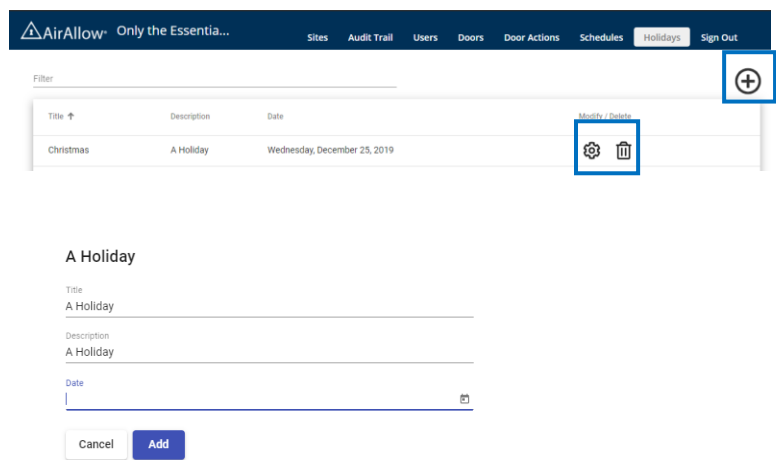 AirAllow® Only the Essentia... Sites Audit Trail Users Doors Door Actions Schedules Holidays Sign Out
Filter
Title Description Date Modify / Delete
Christmas A Holiday Wednesday, December 25, 2019
A Holiday
Title
A Holiday
Description
A Holiday
Date
Cancel Add